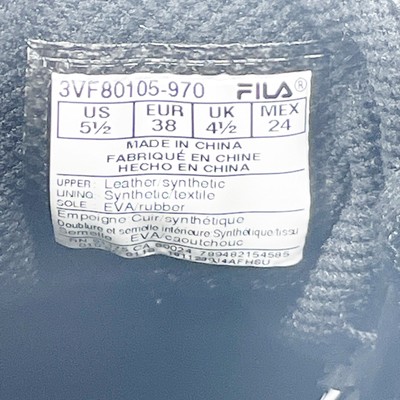 3VF80105-970 FILA®
US EUR UK MEX
5½ 38 4½ 24
MADE IN CHINA
FABRIQUÉ EN CHINE
HECHO EN CHINA
UPPER: Leather/synthetic
LINING: Synthetic/textile
SOLE: EVA/rubber
Empeigne Cuir/synthétique
Doublure et semelle intérieure Synthétique/tissu
Semelle EVA/caoutchouc
CA 789482154585